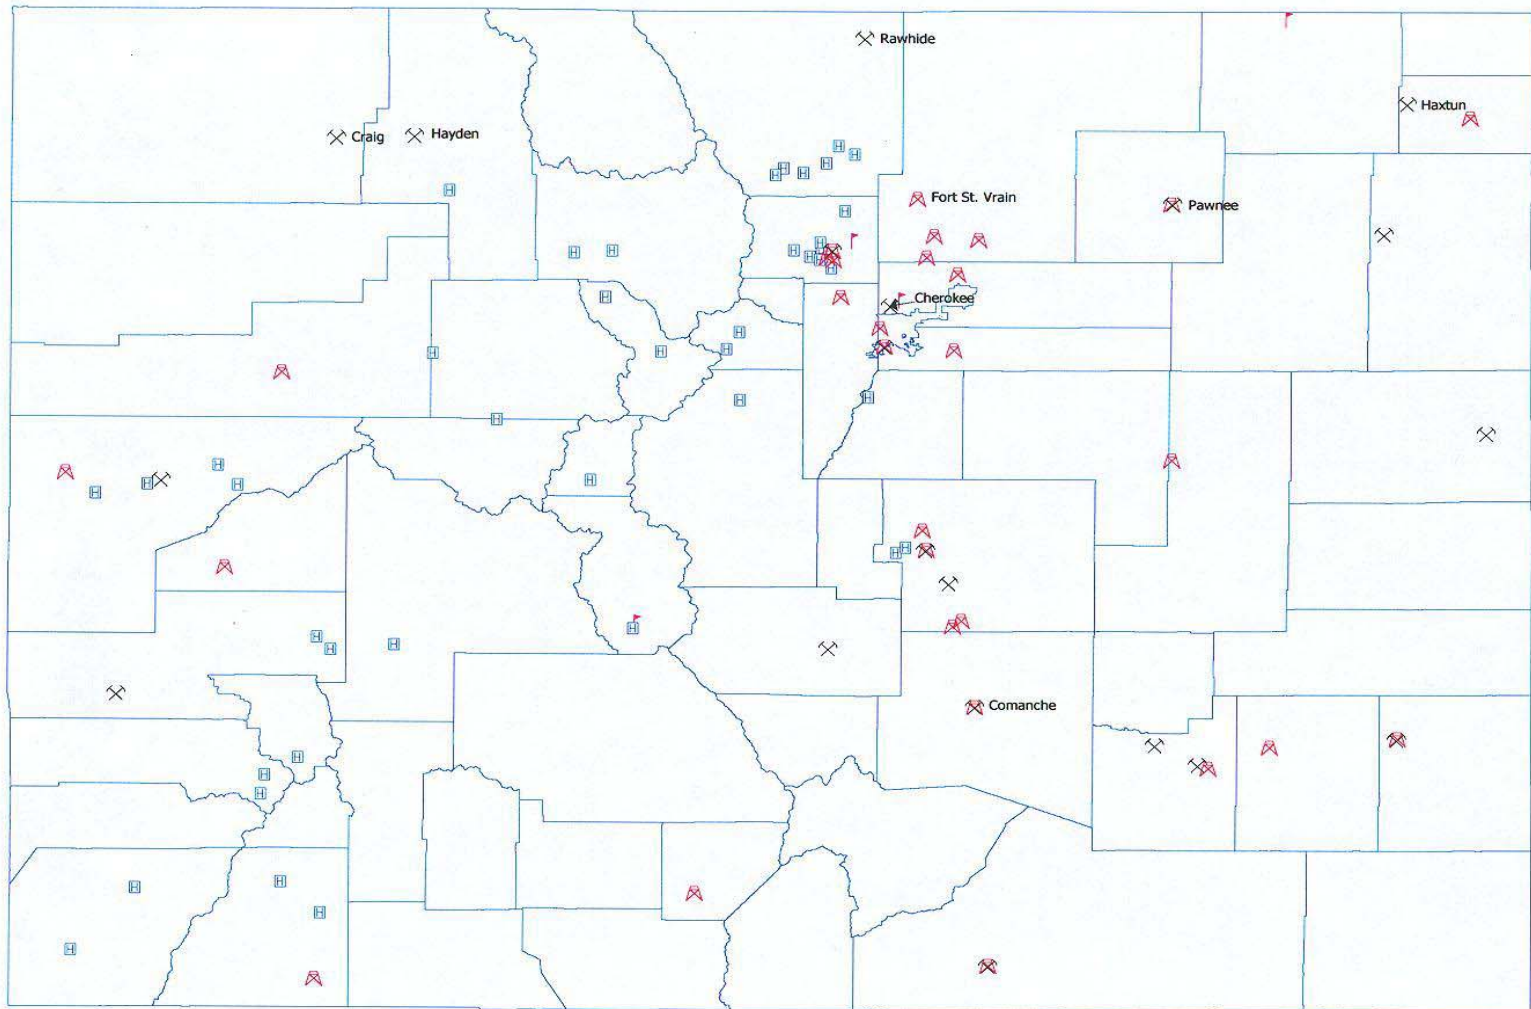 Rawhide
Haxtun
Craig
Hayden
Fort St. Vrain
Pawnee
Cherokee
Comanche